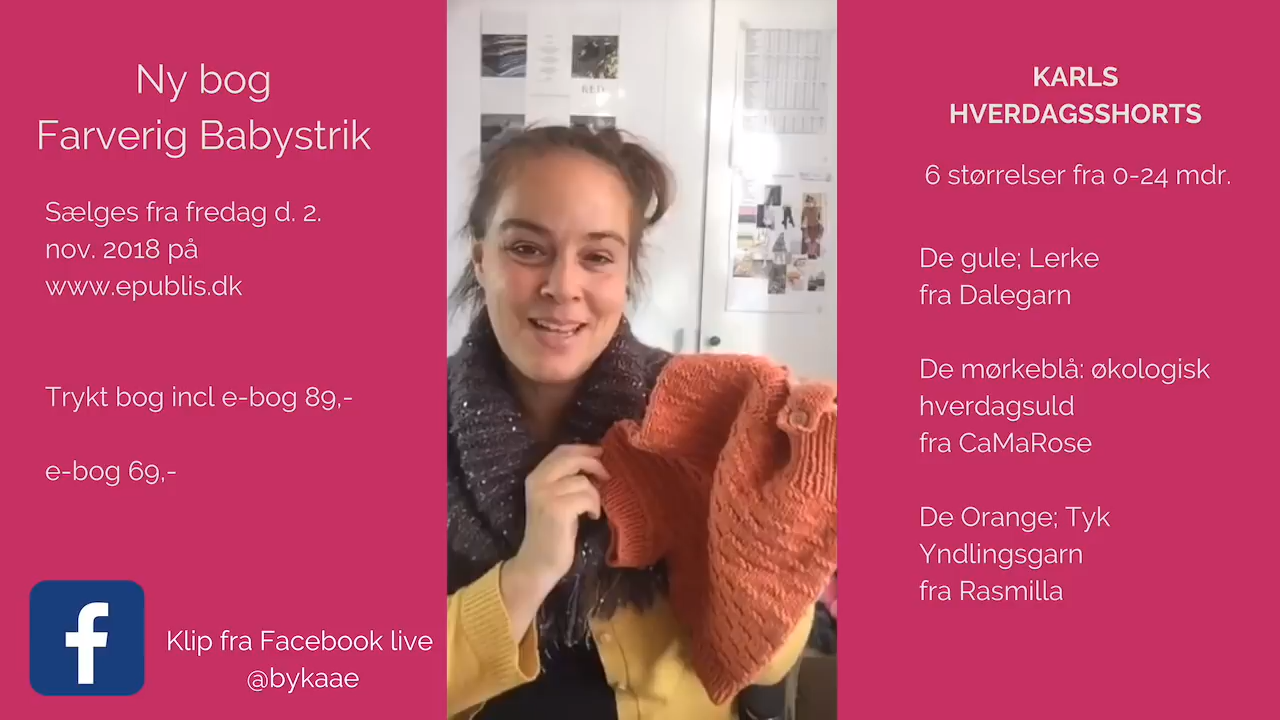 Ny bog
Farverig Babystrik
Sælges fra fredag d. 2.
nov. 2018 på
www.epublis.dk
Trykt bog incl e-bog 89,-
e-bog 69,-
f
Klip fra Facebook live
@bykaae
KARLS
HVERDAGSSHORTS
6 størrelser fra 0-24 mdr.
De gule; Lerke
fra Dalegarn
De mørkeblå: økologisk
hverdagsuld
fra CaMaRose
De Orange; Tyk
Yndlingsgarn
fra Rasmilla